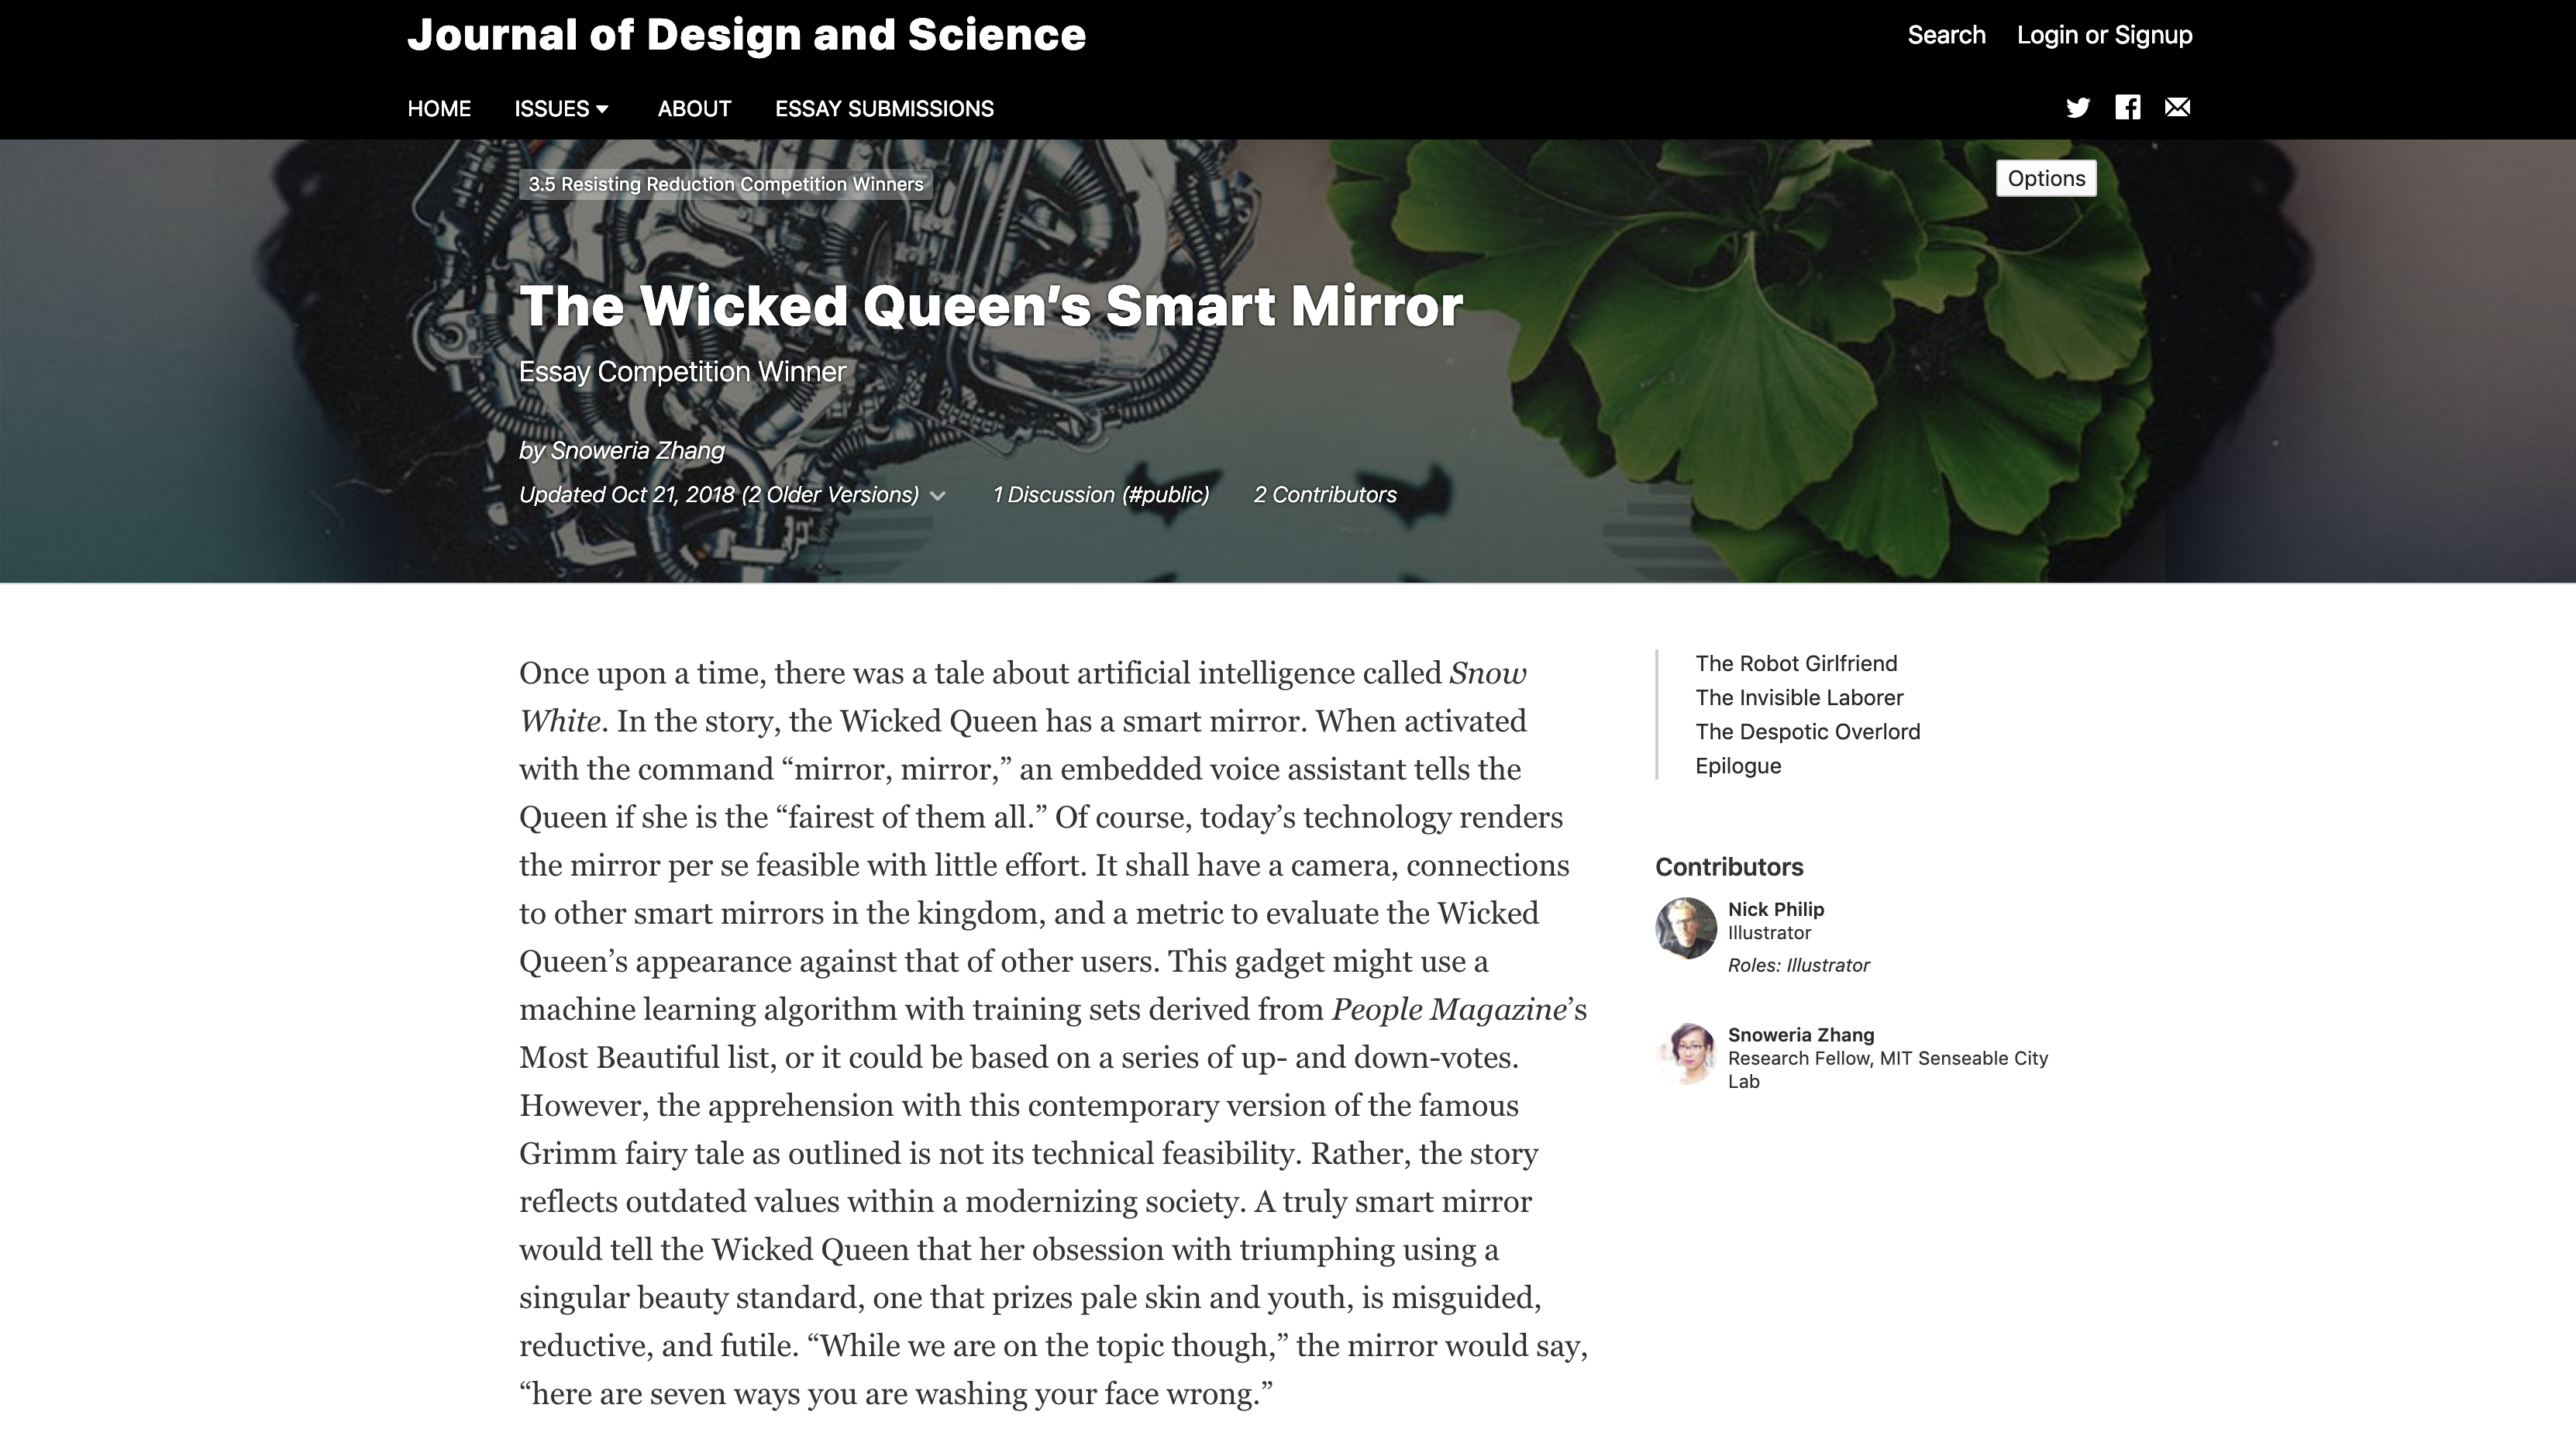 Journal of Design and Science
Search
Login or Signup
HOME
ISSUES
ABOUT
ESSAY SUBMISSIONS
3.5 Resisting Reduction Competition Winners
Options
The Wicked Queen’s Smart Mirror
Essay Competition Winner
by Snoweria Zhang
Updated Oct 21, 2018 (2 Older Versions)
1 Discussion (#public)
2 Contributors
Once upon a time, there was a tale about artificial intelligence called Snow
White. In the story, the Wicked Queen has a smart mirror. When activated
with the command “mirror, mirror,” an embedded voice assistant tells the
Queen if she is the “fairest of them all.” Of course, today’s technology renders
the mirror per se feasible with little effort. It shall have a camera, connections
to other smart mirrors in the kingdom, and a metric to evaluate the Wicked
Queen’s appearance against that of other users. This gadget might use a
machine learning algorithm with training sets derived from People Magazine’s
Most Beautiful list, or it could be based on a series of up- and down-votes.
However, the apprehension with this contemporary version of the famous
Grimm fairy tale as outlined is not its technical feasibility. Rather, the story
reflects outdated values within a modernizing society. A truly smart mirror
would tell the Wicked Queen that her obsession with triumphing using a
singular beauty standard, one that prizes pale skin and youth, is misguided,
reductive, and futile. “While we are on the topic though,” the mirror would say,
“here are seven ways you are washing your face wrong.”
The Robot Girlfriend
The Invisible Laborer
The Despotic Overlord
Epilogue
Contributors
Nick Philip
Illustrator
Roles: Illustrator
Snoweria Zhang
Research Fellow, MIT Senseable City
Lab